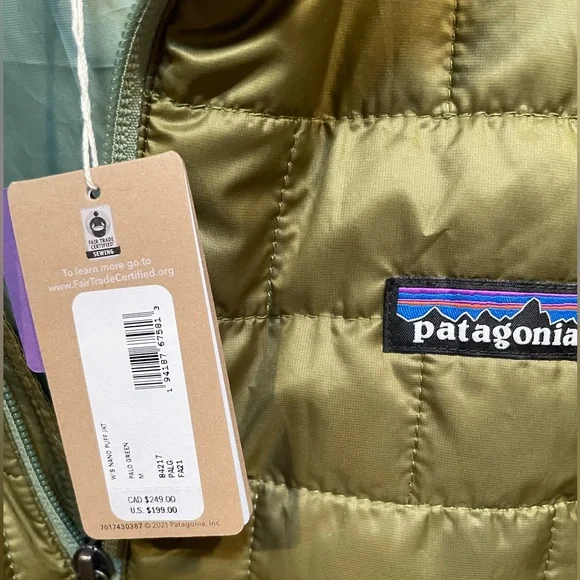 FAIR TRADE
CERTIFIED
SEWING
To learn more go to
www.FairTradeCertified.org
1 94187 67581 3
W'S NANO PUFF JKT
PALO GREEN
M
84217
PALG
FA21
CAD $249.00
U.S. $199.00
7017430387 © 2021 Patagonia, Inc.
patagonia